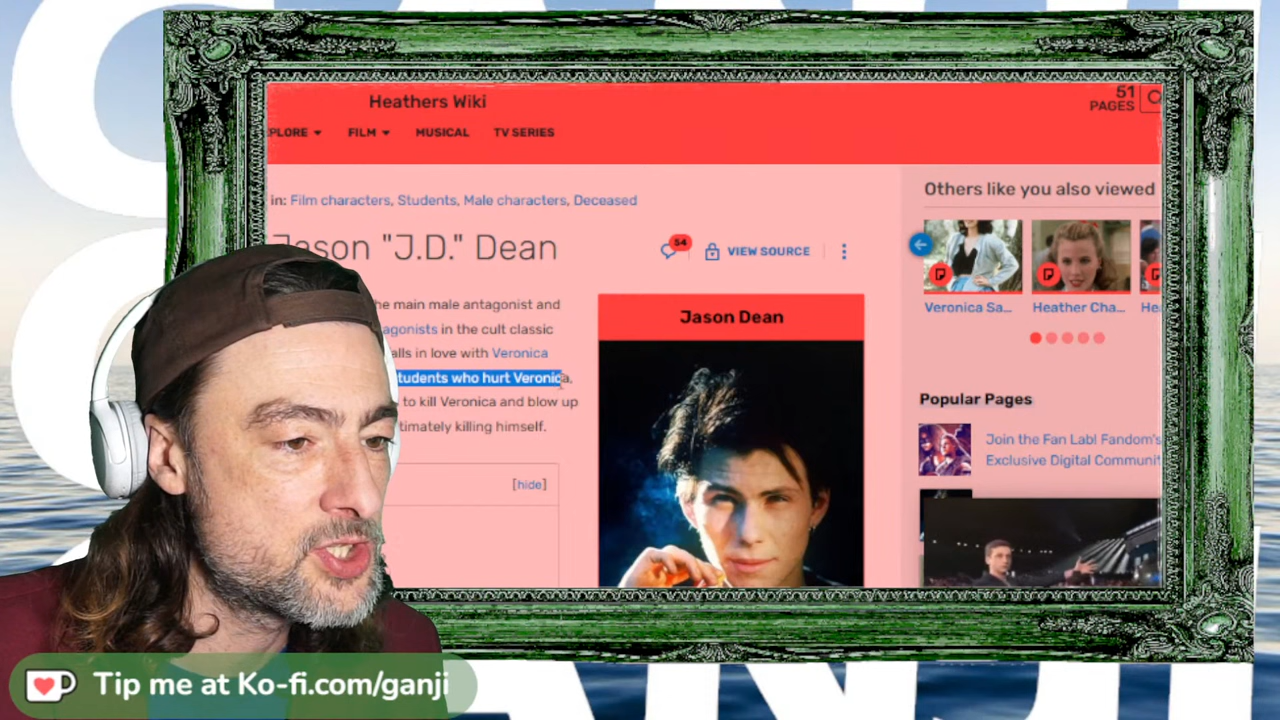 Heathers Wiki
51
PAGES
PLORE
FILM
MUSICAL
TV SERIES
in: Film characters, Students, Male characters, Deceased
Jason "J.D." Dean
54
VIEW SOURCE
he main male antagonist and
agonists in the cult classic
alls in love with Veronica
tudents who hurt Veronica,
to kill Veronica and blow up
timately killing himself.
[hide]
Jason Dean
Others like you also viewed
Veronica Sa...
Heather Cha...
He
Popular Pages
Join the Fan Lab! Fandom's
Exclusive Digital Communit
Tip me at Ko-fi.com/ganji